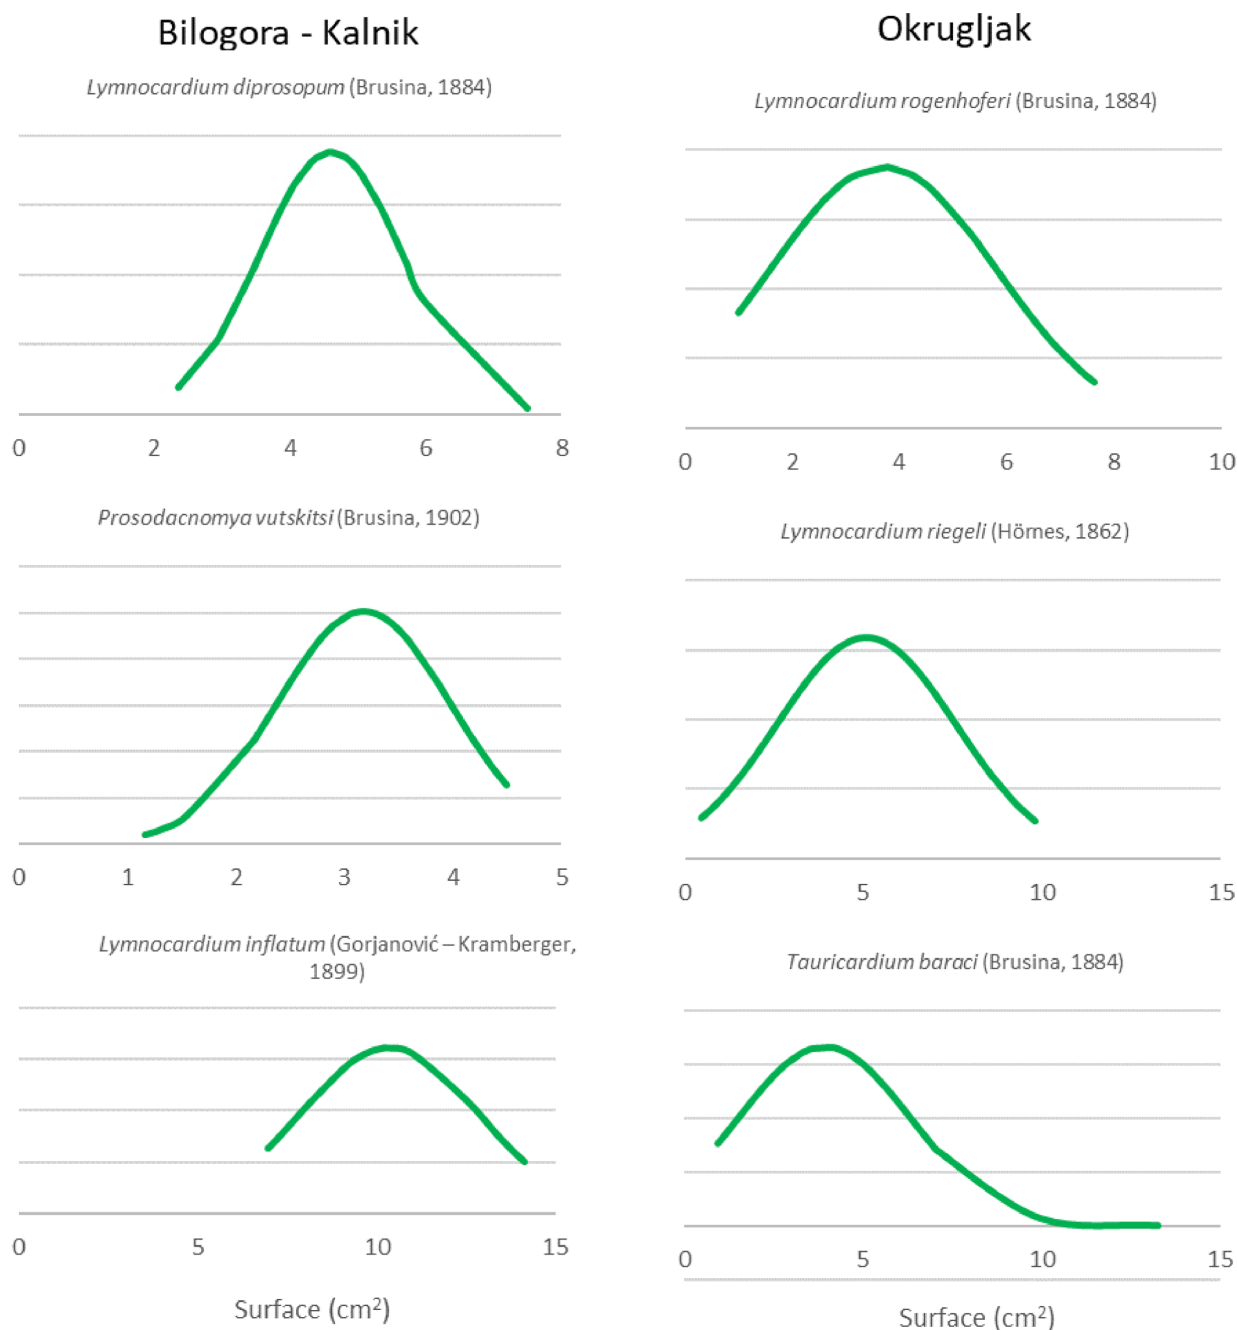 Bilogora - Kalnik
Lymnocardium diprosopum (Brusina, 1884)
0 2 4 6 8
Prosodacnomya vutskitsi (Brusina, 1902)
0 1 2 3 4 5
Lymnocardium inflatum (Gorjanović – Kramberger,
1899)
0 5 10 15
Surface (cm²)
Okrugljak
Lymnocardium rogenhoferi (Brusina, 1884)
0 2 4 6 8 10
Lymnocardium riegeli (Hörnes, 1862)
0 5 10 15
Tauricardium baraci (Brusina, 1884)
0 5 10 15
Surface (cm²)